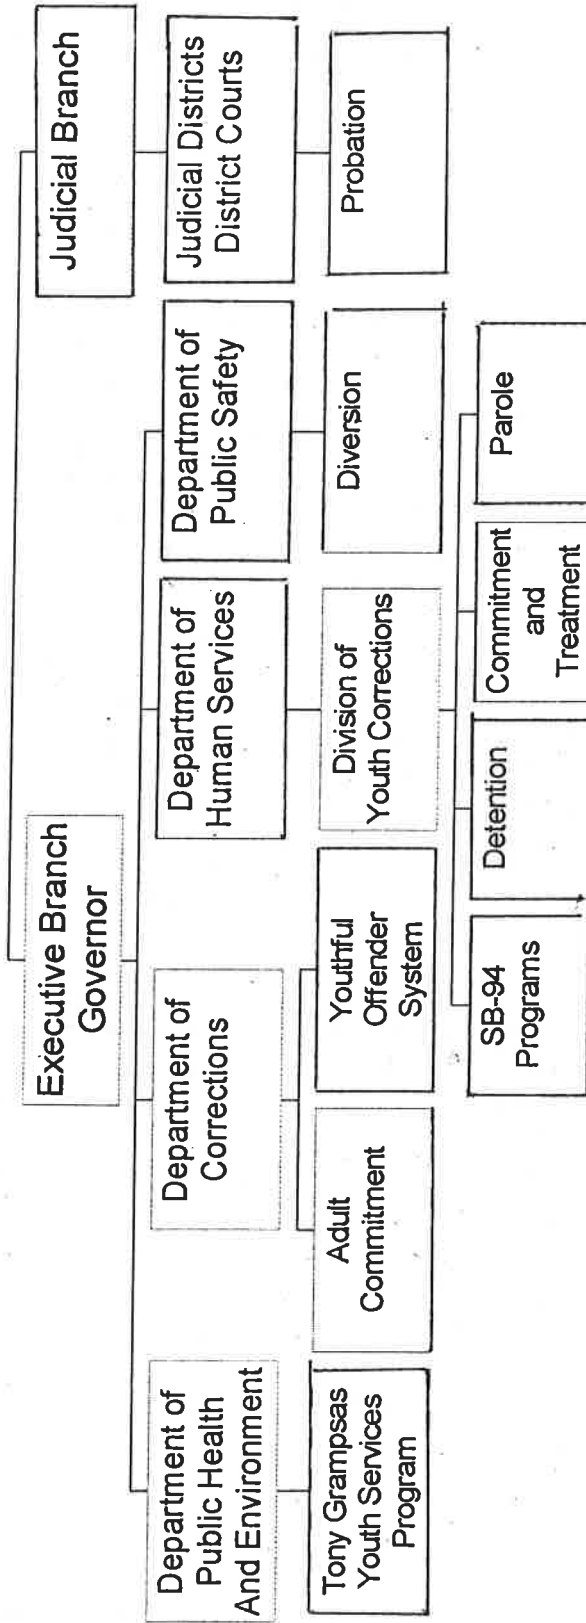 Executive Branch
Governor
Judicial Branch
Department of
Public Health
And Environment
Department of
Corrections
Department of
Human Services
Department of
Public Safety
Judicial Districts
District Courts
Tony Grampsas
Youth Services
Program
Adult
Commitment
Youthful
Offender
System
Division of
Youth Corrections
Diversion
Probation
SB-94
Programs
Detention
Commitment
and
Treatment
Parole